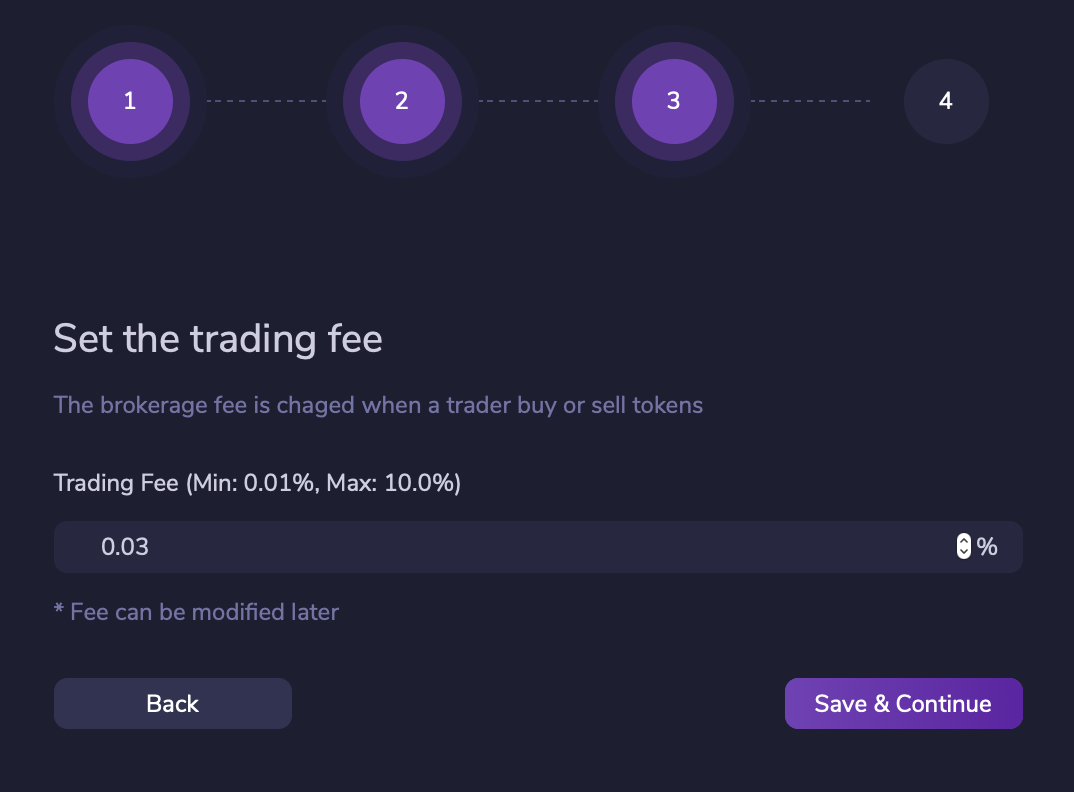 1
2
3
4
Set the trading fee
The brokerage fee is chaged when a trader buy or sell tokens
Trading Fee (Min: 0.01%, Max: 10.0%)
0.03 %
* Fee can be modified later
Back
Save & Continue